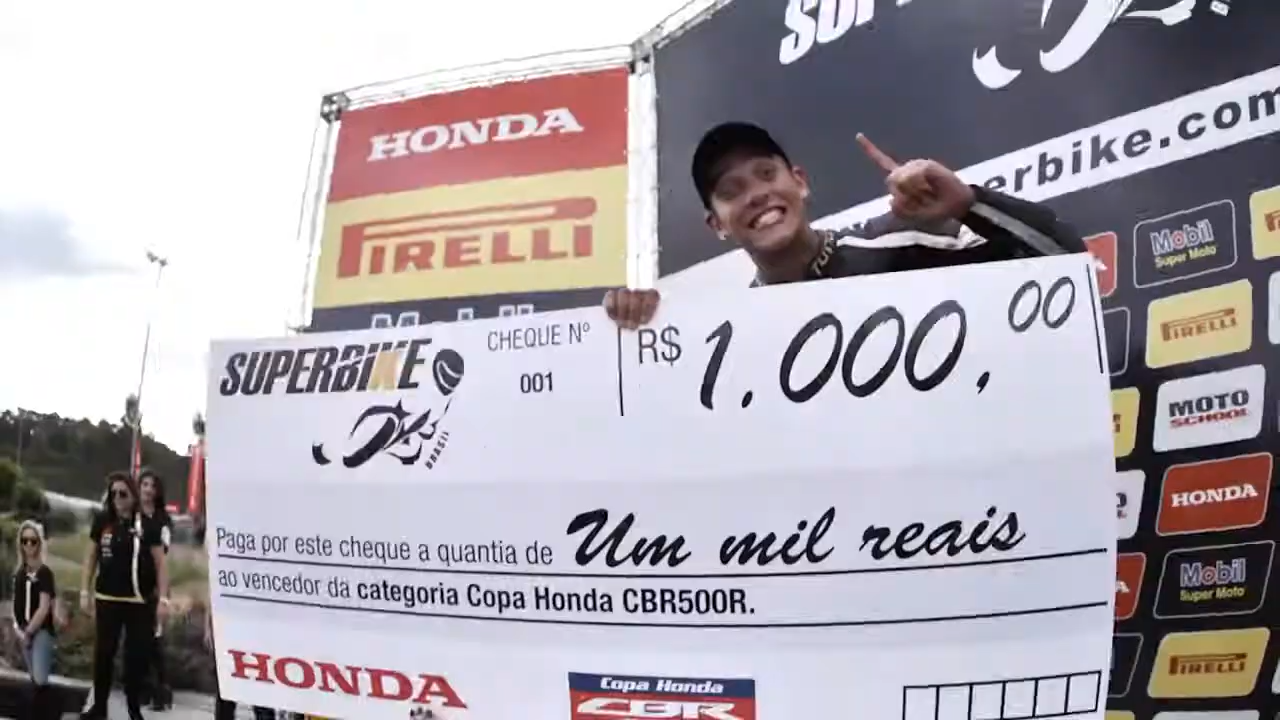 SUPERBIKE
BRASIL
CHEQUE Nº
001
R$ 1.000,00
Paga por este cheque a quantia de Um mil reais
ao vencedor da categoria Copa Honda CBR500R.
HONDA
Copa Honda
CBR
HONDA
PIRELLI
erbike.com
Mobil
Super Moto
PIRELLI
MOTO
SCHOOL
HONDA
Mobil
Super Moto
PIRELLI